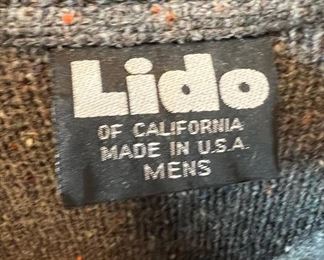 Lido
OF CALIFORNIA
MADE IN U.S.A.
MENS